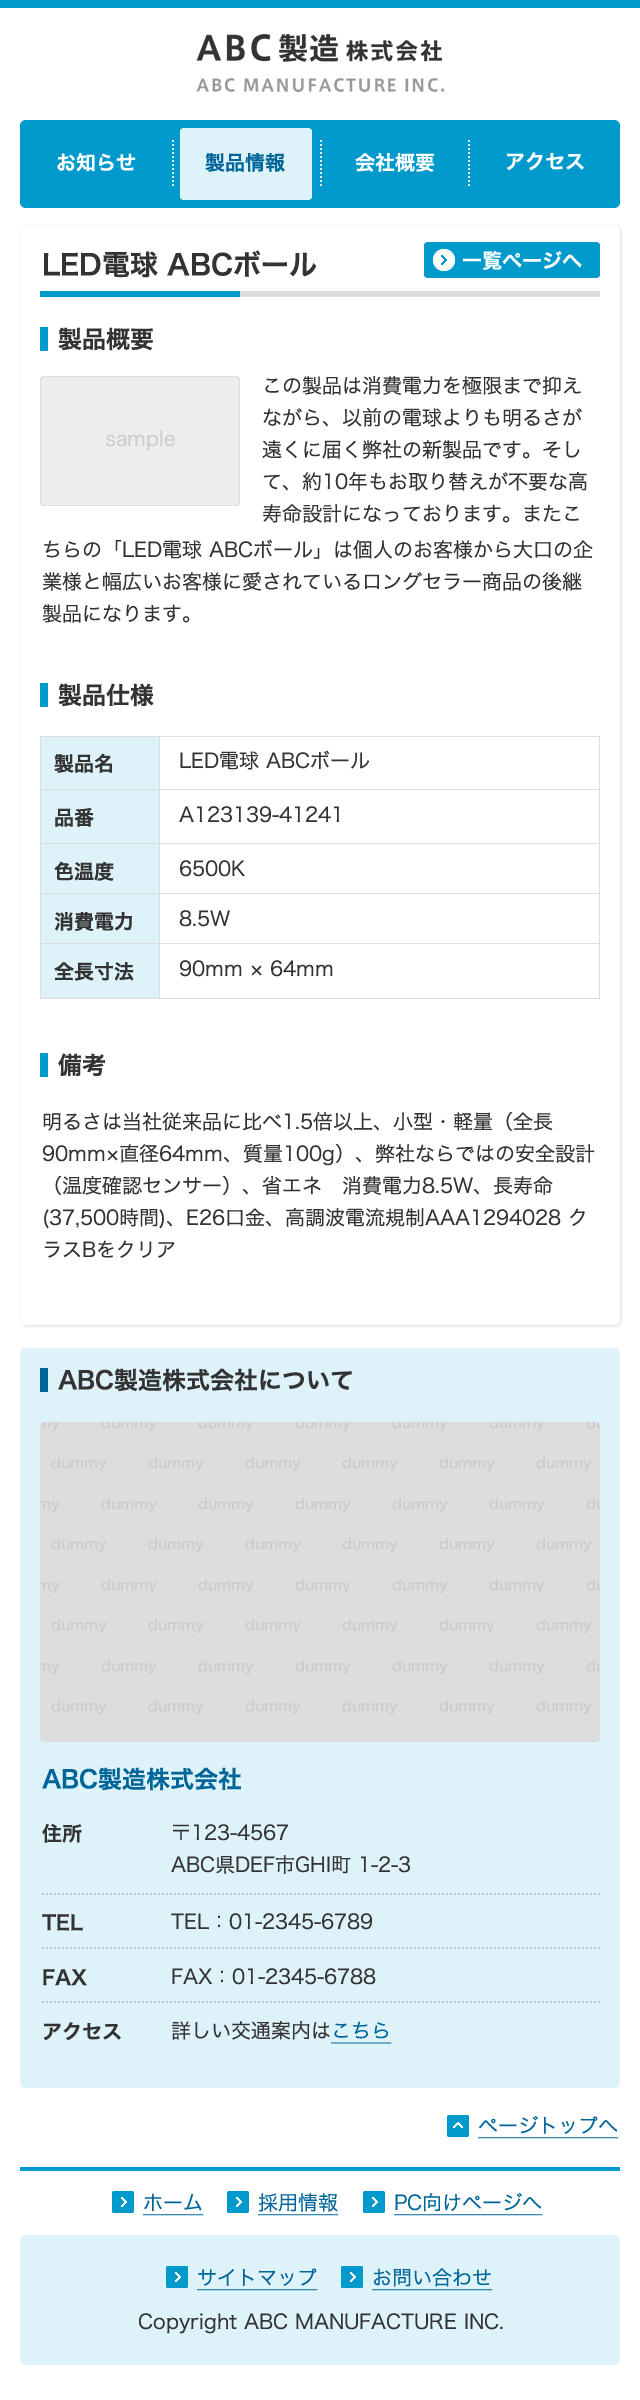 ABC製造 株式会社
ABC MANUFACTURE INC.
お知らせ
製品情報
会社概要
アクセス
LED電球 ABCボール
一覧ページへ
製品概要
sample
この製品は消費電力を極限まで抑え
ながら、以前の電球よりも明るさが
遠くに届く弊社の新製品です。そし
て、約10年もお取り替えが不要な高
寿命設計になっております。またこ
ちらの「LED電球 ABCボール」は個人のお客様から大口の企
業様と幅広いお客様に愛されているロングセラー商品の後継
製品になります。
製品仕様
製品名 LED電球 ABCボール
品番 A123139-41241
色温度 6500K
消費電力 8.5W
全長寸法 90mm × 64mm
備考
明るさは当社従来品に比べ1.5倍以上、小型・軽量（全長
90mm×直径64mm、質量100g）、弊社ならではの安全設計
（温度確認センサー）、省エネ　消費電力8.5W、長寿命
(37,500時間)、E26口金、高調波電流規制AAA1294028 ク
ラスBをクリア
ABC製造株式会社について
my dummy dummy dummy dummy dummy du
dummy dummy dummy dummy dummy dummy
my dummy dummy dummy dummy dummy du
dummy dummy dummy dummy dummy dummy
my dummy dummy dummy dummy dummy du
dummy dummy dummy dummy dummy dummy
my dummy dummy dummy dummy dummy du
dummy dummy dummy dummy dummy dummy
ABC製造株式会社
住所 〒123-4567
ABC県DEF市GHI町 1-2-3
TEL TEL：01-2345-6789
FAX FAX：01-2345-6788
アクセス 詳しい交通案内はこちら
ページトップへ
ホーム 採用情報 PC向けページへ
サイトマップ お問い合わせ
Copyright ABC MANUFACTURE INC.